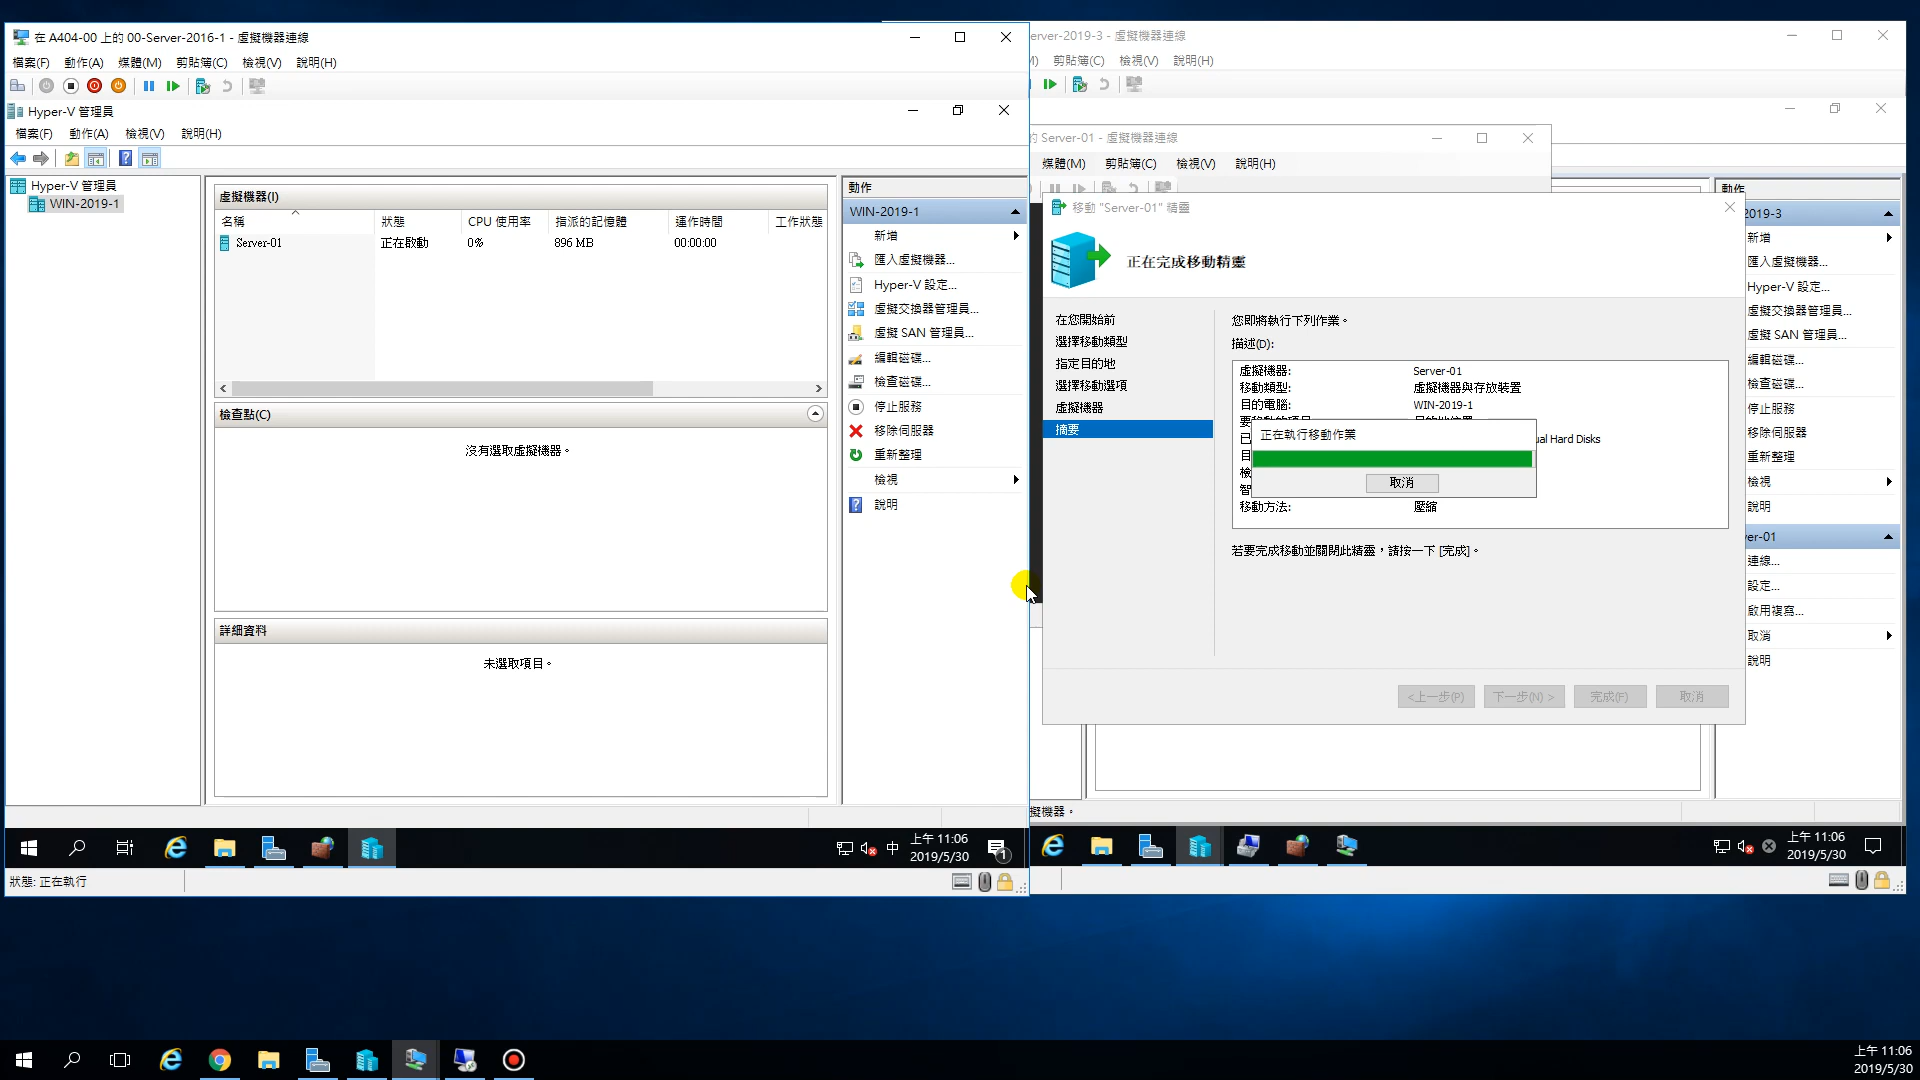 在 A404-00 上的 00-Server-2016-1 - 虛擬機器連線
檔案(F) 動作(A) 媒體(M) 剪貼簿(C) 檢視(V) 說明(H)
Hyper-V 管理員
檔案(F) 動作(A) 檢視(V) 說明(H)
Hyper-V 管理員
WIN-2019-1
虛擬機器(I)
名稱 狀態 CPU 使用率 指派的記憶體 運作時間 工作狀態
Server-01 正在啟動 0% 896 MB 00:00:00
檢查點(C)
沒有選取虛擬機器。
詳細資料
未選取項目。
動作
WIN-2019-1
新增
匯入虛擬機器...
Hyper-V 設定...
虛擬交換器管理員...
虛擬 SAN 管理員...
編輯磁碟...
檢查磁碟...
停止服務
移除伺服器
重新整理
檢視
說明
中
上午 11:06
2019/5/30
1
狀態: 正在執行
erver-2019-3 - 虛擬機器連線
剪貼簿(C) 檢視(V) 說明(H)
Server-01 - 虛擬機器連線
媒體(M) 剪貼簿(C) 檢視(V) 說明(H)
移動 "Server-01" 精靈
正在完成移動精靈
在您開始前
選擇移動類型
指定目的地
選擇移動選項
虛擬機器
摘要
您即將執行下列作業。
描述(D):
虛擬機器: Server-01
移動類型: 虛擬機器與存放裝置
目的電腦: WIN-2019-1
ual Hard Disks
移動方法: 壓縮
正在執行移動作業
取消
若要完成移動並關閉此精靈，請按一下 [完成]。
<上一步(P) 下一步(N) > 完成(F) 取消
動作
2019-3
新增
匯入虛擬機器...
Hyper-V 設定...
虛擬交換器管理員...
虛擬 SAN 管理員...
編輯磁碟...
檢查磁碟...
停止服務
移除伺服器
重新整理
檢視
說明
ver-01
連線...
設定...
啟用複寫...
取消
說明
擬機器。
上午 11:06
2019/5/30
上午 11:06
2019/5/30